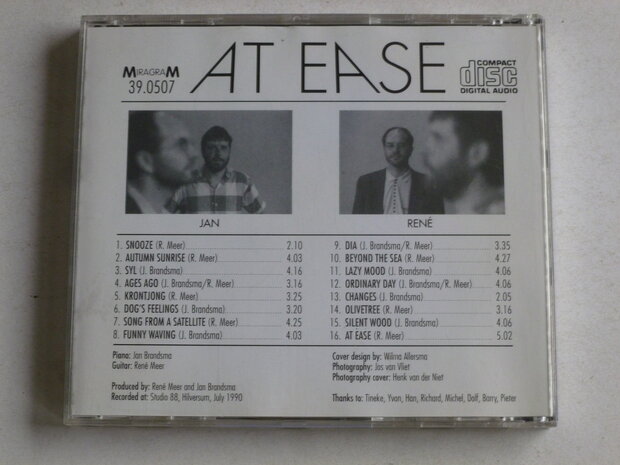 MIRAGRAM
39.0507
AT EASE
COMPACT
disc
DIGITAL AUDIO
JAN
RENÉ
1. SNOOZE (R. Meer) 2.10
2. AUTUMN SUNRISE (R. Meer) 4.03
3. SYL (J. Brandsma) 4.16
4. AGES AGO (J. Brandsma/R. Meer) 3.16
5. KRONTJONG (R. Meer) 3.25
6. DOG'S FEELINGS (J. Brandsma) 3.20
7. SONG FROM A SATELLITE (R. Meer) 4.25
8. FUNNY WAVING (J. Brandsma) 4.03
9. DIA (J. Brandsma/R. Meer) 3.35
10. BEYOND THE SEA (R. Meer) 4.27
11. LAZY MOOD (J. Brandsma) 4.06
12. ORDINARY DAY (J. Brandsma/R. Meer) 4.06
13. CHANGES (J. Brandsma) 2.05
14. OLIVETREE (R. Meer) 3.16
15. SILENT WOOD (J. Brandsma) 4.06
16. AT EASE (R. Meer) 5.02
Piano: Jan Brandsma
Guitar: René Meer
Produced by: René Meer and Jan Brandsma
Recorded at: Studio 88, Hilversum, July 1990
Cover design by: Wilma Allersma
Photography: Jos van Vliet
Photography cover: Henk van der Niet
Thanks to: Tineke, Yvon, Han, Richard, Michel, Dolf, Barry, Pieter